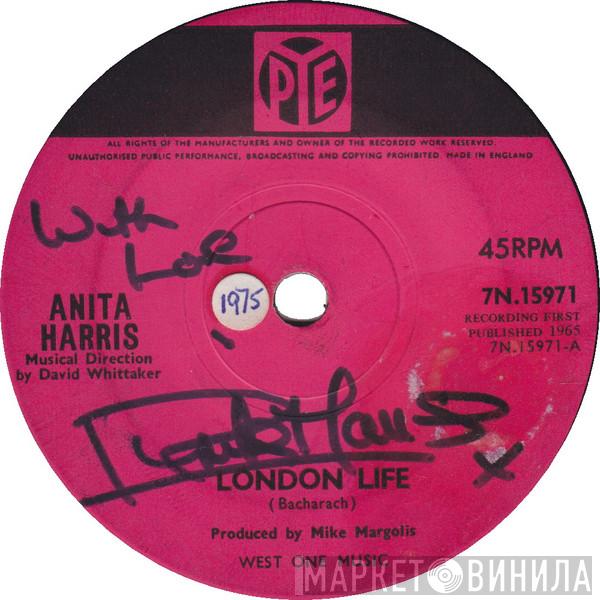 PYE
ALL RIGHTS OF THE MANUFACTURERS AND OWNER OF THE RECORDED WORK RESERVED.
UNAUTHORISED PUBLIC PERFORMANCE, BROADCASTING AND COPYING PROHIBITED. MADE IN ENGLAND
With
Love
1975
45RPM
7N.15971
RECORDING FIRST
PUBLISHED 1965
7N.15971-A
ANITA
HARRIS
Musical Direction
by David Whittaker
x
LONDON LIFE
(Bacharach)
Produced by Mike Margolis
WEST ONE MUSIC
МАРКЕТ ВИНИЛА